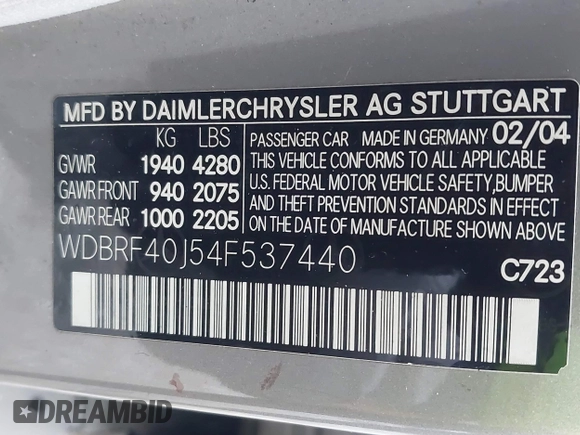 MFD BY DAIMLERCHRYSLER AG STUTTGART
KG LBS
GVWR 1940 4280
GAWR FRONT 940 2075
GAWR REAR 1000 2205
PASSENGER CAR MADE IN GERMANY 02/04
THIS VEHICLE CONFORMS TO ALL APPLICABLE
U.S. FEDERAL MOTOR VEHICLE SAFETY, BUMPER
AND THEFT PREVENTION STANDARDS IN EFFECT
ON THE DATE OF MANUFACTURE SHOWN ABOVE.
WDBRF40J54F537440
C723
DREAMBID